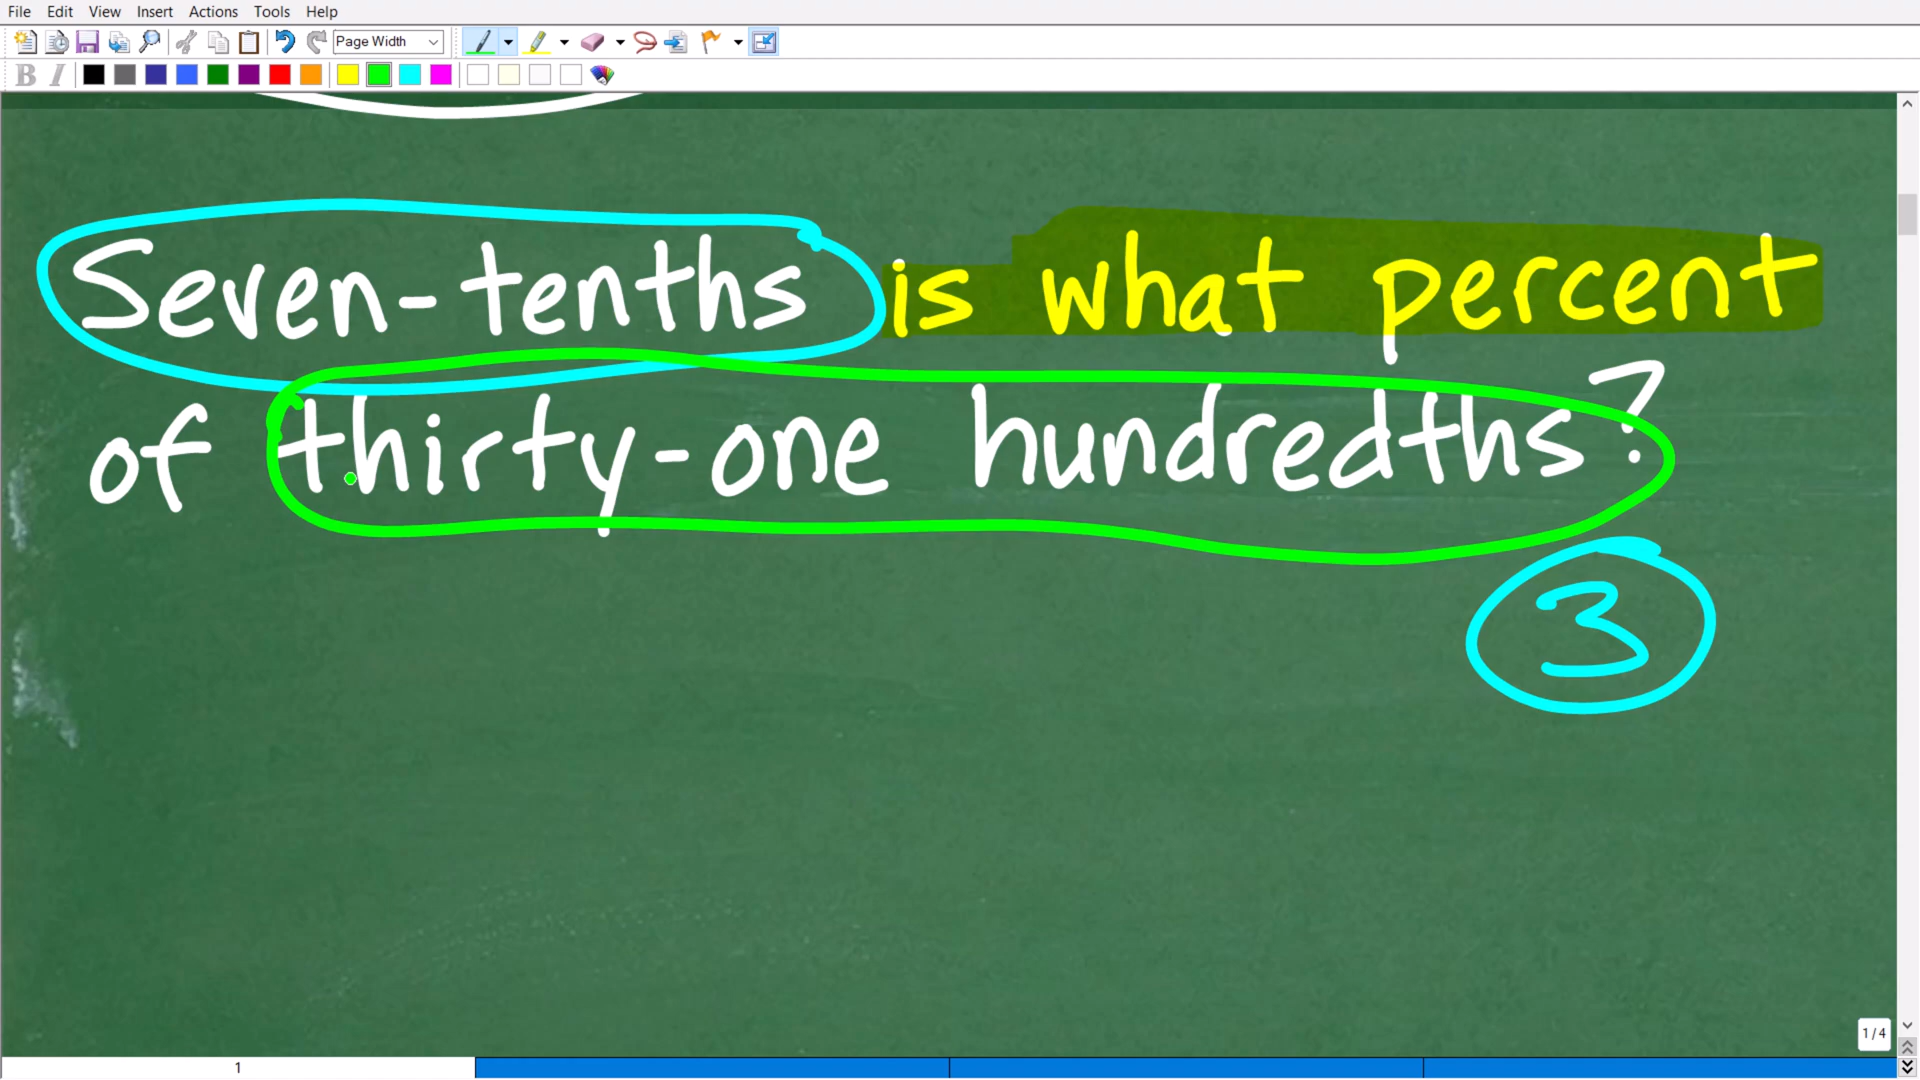 File Edit View Insert Actions Tools Help
Page Width
B I
Seven-tenths is what percent
of thirty-one hundredths?
3
1 / 4
1